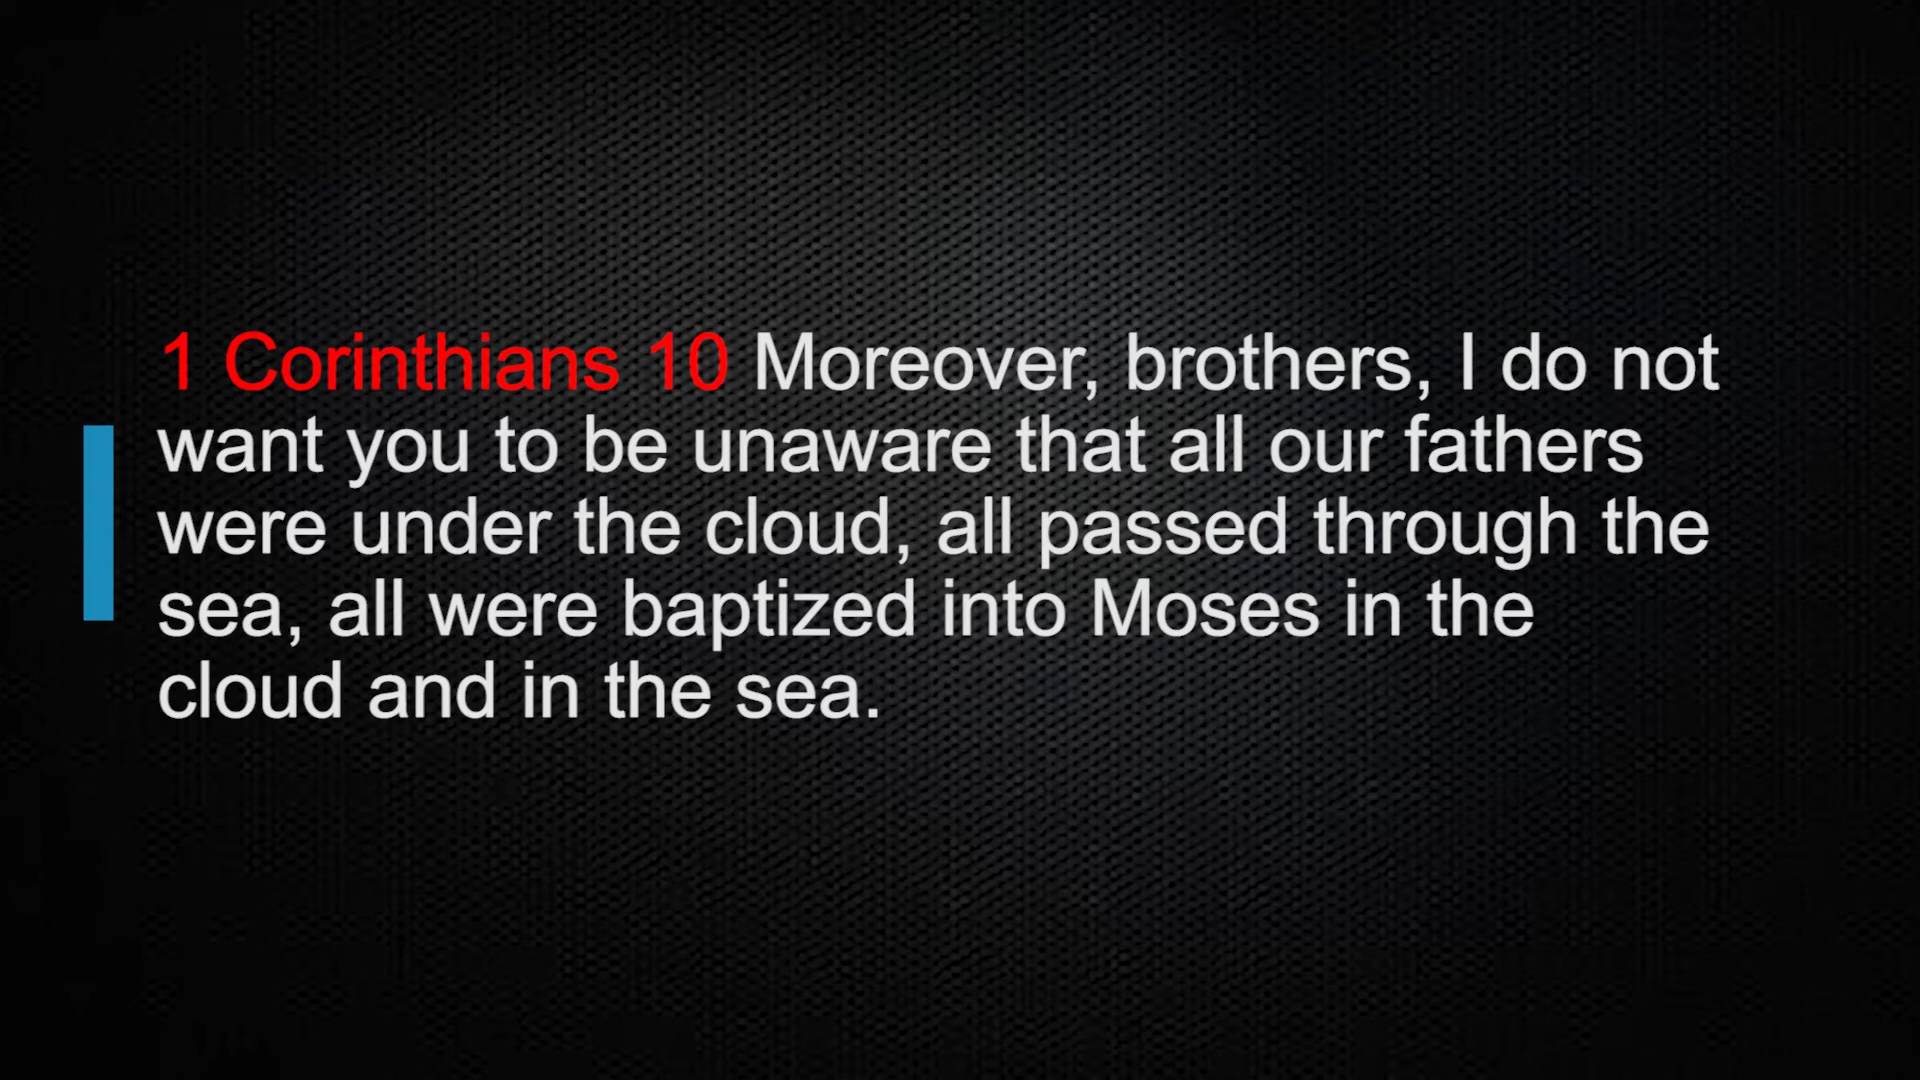 1 Corinthians 10 Moreover, brothers, I do not
want you to be unaware that all our fathers
were under the cloud, all passed through the
sea, all were baptized into Moses in the
cloud and in the sea.